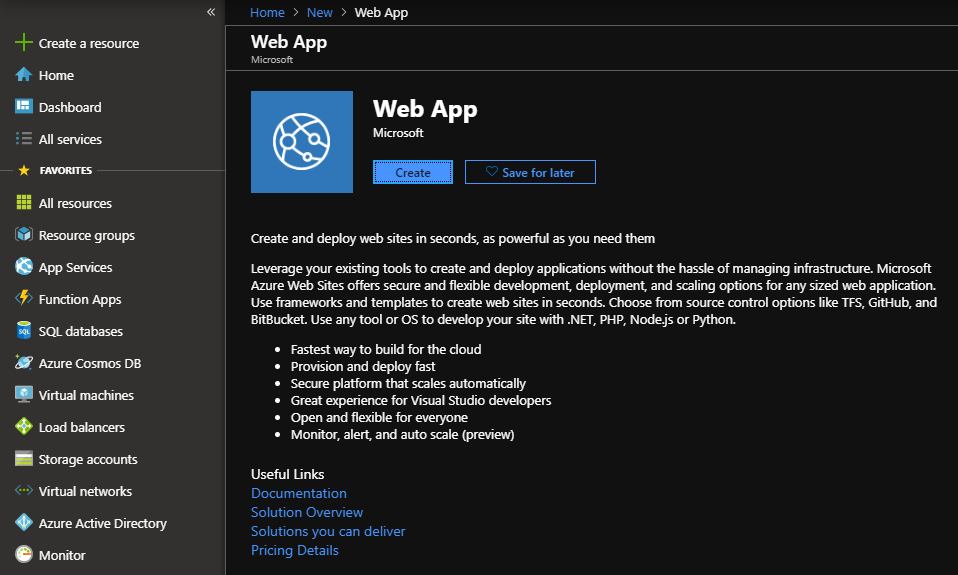 «
Create a resource
Home
Dashboard
All services
FAVORITES
All resources
Resource groups
App Services
Function Apps
SQL databases
Azure Cosmos DB
Virtual machines
Load balancers
Storage accounts
Virtual networks
Azure Active Directory
Monitor
Home > New > Web App
Web App
Microsoft
Web App
Microsoft
Create
Save for later
Create and deploy web sites in seconds, as powerful as you need them
Leverage your existing tools to create and deploy applications without the hassle of managing infrastructure. Microsoft
Azure Web Sites offers secure and flexible development, deployment, and scaling options for any sized web application.
Use frameworks and templates to create web sites in seconds. Choose from source control options like TFS, GitHub, and
BitBucket. Use any tool or OS to develop your site with .NET, PHP, Node.js or Python.
• Fastest way to build for the cloud
• Provision and deploy fast
• Secure platform that scales automatically
• Great experience for Visual Studio developers
• Open and flexible for everyone
• Monitor, alert, and auto scale (preview)
Useful Links
Documentation
Solution Overview
Solutions you can deliver
Pricing Details